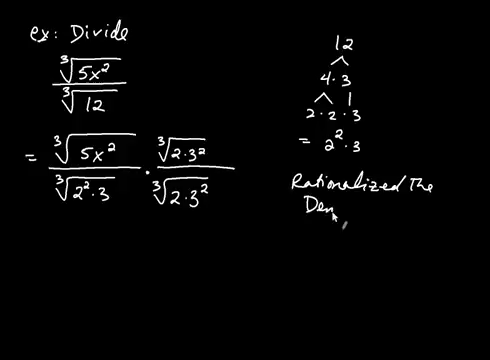 ex: Divide
∛(5x²) / ∛(12)
= ∛(5x²) / ∛(2²·3) · ∛(2·3²) / ∛(2·3²)
12
4·3
2·2·3
= 2²·3
Rationalized The
Den